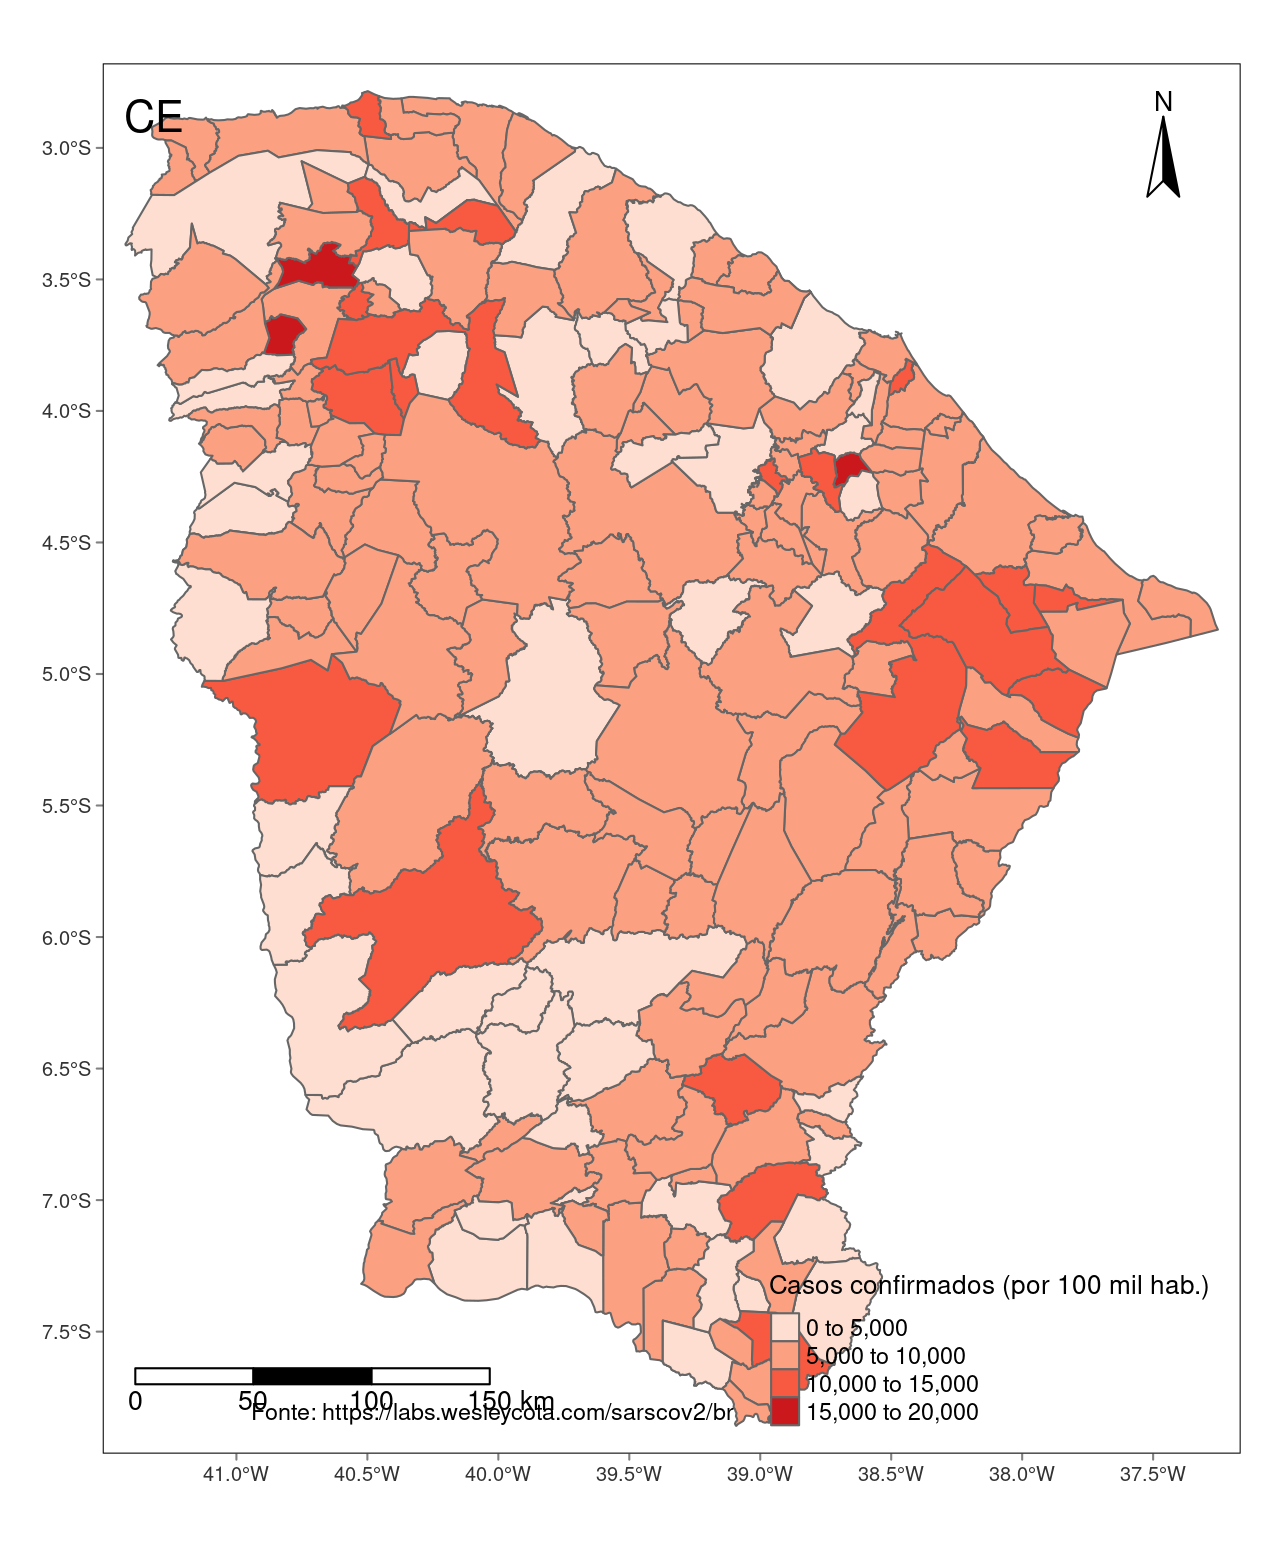 CE
N
3.0°S
3.5°S
4.0°S
4.5°S
5.0°S
5.5°S
6.0°S
6.5°S
7.0°S
7.5°S
Casos confirmados (por 100 mil hab.)
0 to 5,000
5,000 to 10,000
10,000 to 15,000
15,000 to 20,000
0 50 100 150 km
Fonte: https://labs.wesleycota.com/sarscov2/br
41.0°W 40.5°W 40.0°W 39.5°W 39.0°W 38.5°W 38.0°W 37.5°W